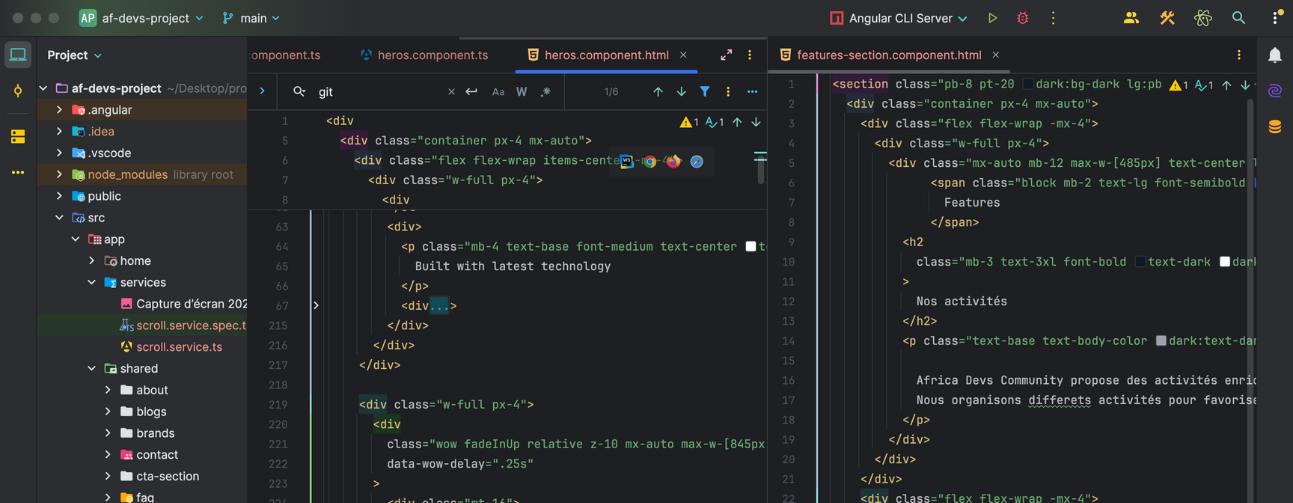 AP af-devs-project main Angular CLI Server
Project
af-devs-project ~/Desktop/pro
.angular
.idea
.vscode
node_modules library root
public
src
app
home
services
Capture d'écran 202
scroll.service.spec.t
scroll.service.ts
shared
about
blogs
brands
contact
cta-section
faq
omponent.ts heros.component.ts heros.component.html
git Aa W .* 1/6
1 <div
5 <div class="container px-4 mx-auto">
6 <div class="flex flex-wrap items-cente
7 <div class="w-full px-4">
8 <div
63 <div>
64 <p class="mb-4 text-base font-medium text-center
65 Built with latest technology
66 </p>
67 <div...>
215 </div>
216 </div>
217 </div>
218
219 <div class="w-full px-4">
220 <div
221 class="wow fadeInUp relative z-10 mx-auto max-w-[845px
222 data-wow-delay=".25s"
223 >
<div class="mt-16">
1 1
features-section.component.html
1 <section class="pb-8 pt-20 dark:bg-dark lg:pb 1 1
2 <div class="container px-4 mx-auto">
3 <div class="flex flex-wrap -mx-4">
4 <div class="w-full px-4">
5 <div class="mx-auto mb-12 max-w-[485px] text-center
6 <span class="block mb-2 text-lg font-semibold
7 Features
8 </span>
9 <h2
10 class="mb-3 text-3xl font-bold text-dark dark
11 >
12 Nos activités
13 </h2>
14 <p class="text-base text-body-color dark:text-da
15
16 Africa Devs Community propose des activités enric
17 Nous organisons differets activités pour favorise
18 </p>
19 </div>
20 </div>
21 </div>
22 <div class="flex flex-wrap -mx-4">